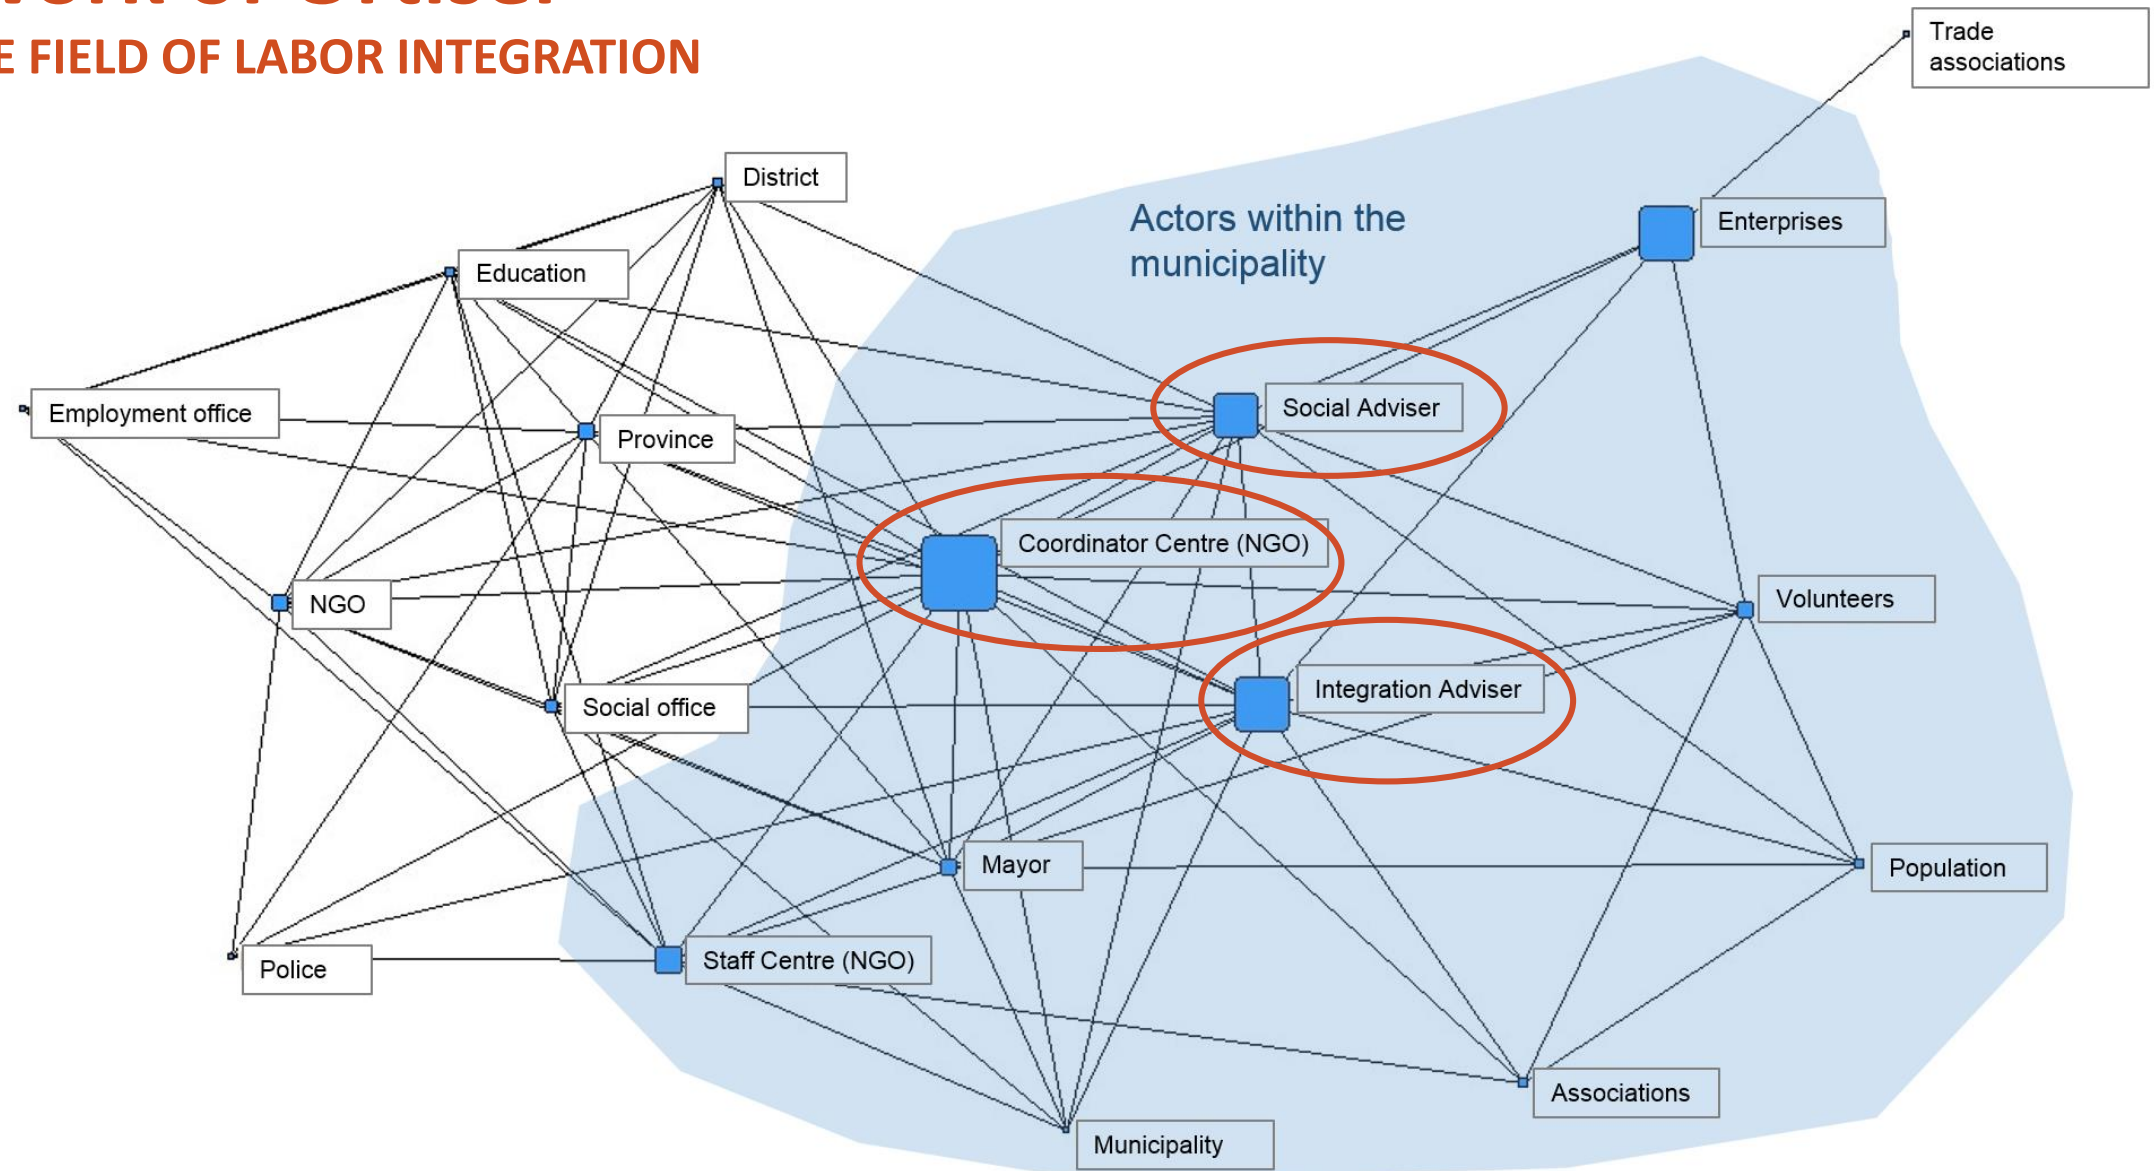 E FIELD OF LABOR INTEGRATION
Trade
associations
District
Actors within the
municipality
Enterprises
Education
Employment office
Social Adviser
Province
Coordinator Centre (NGO)
NGO
Volunteers
Integration Adviser
Social office
Mayor
Population
Staff Centre (NGO)
Police
Associations
Municipality